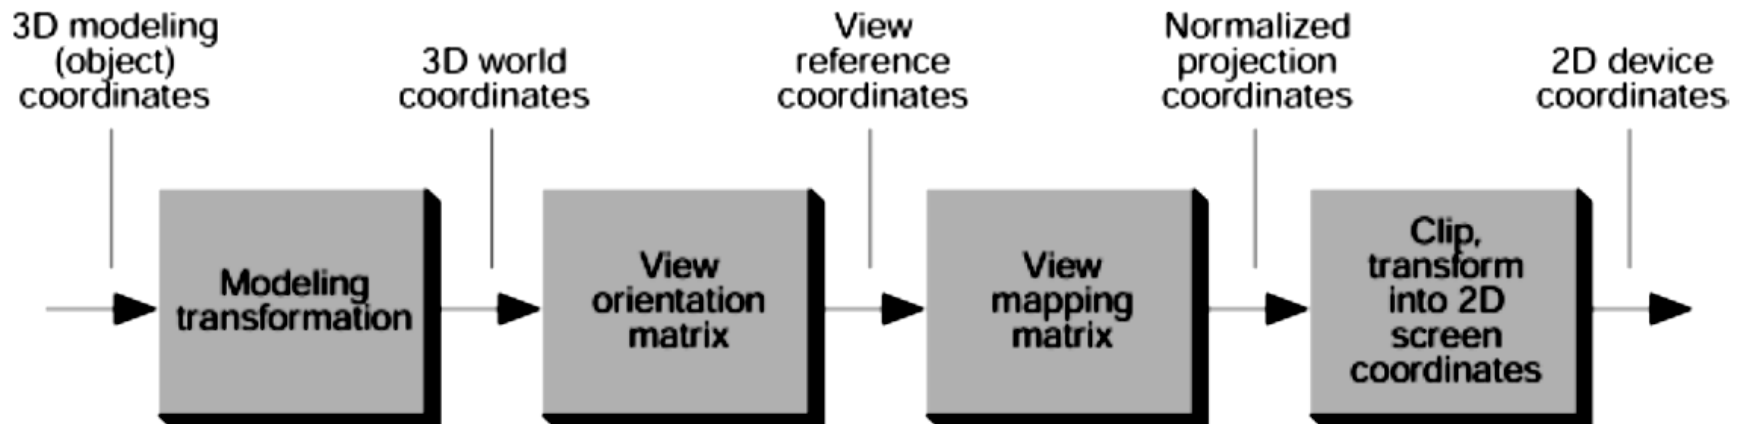 3D modeling
(object)
coordinates
3D world
coordinates
View
reference
coordinates
Normalized
projection
coordinates
2D device
coordinates
Modeling
transformation
View
orientation
matrix
View
mapping
matrix
Clip,
transform
into 2D
screen
coordinates